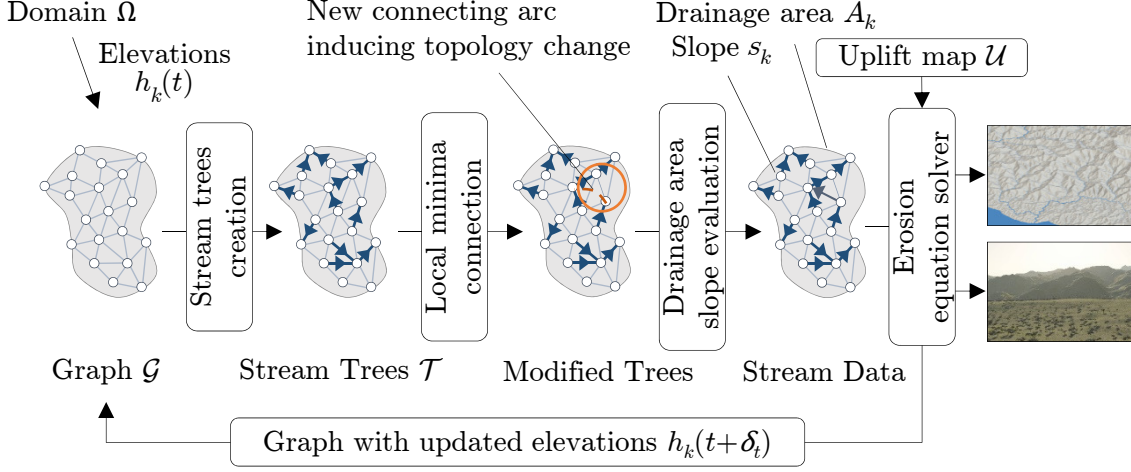 Domain Ω
Elevations
h_k(t)
New connecting arc
inducing topology change
Drainage area A_k
Slope s_k
Uplift map 𝒰
Stream trees
creation
Local minima
connection
Drainage area
slope evaluation
Erosion
equation solver
Graph 𝒢
Stream Trees 𝒯
Modified Trees
Stream Data
Graph with updated elevations h_k(t+δ_t)